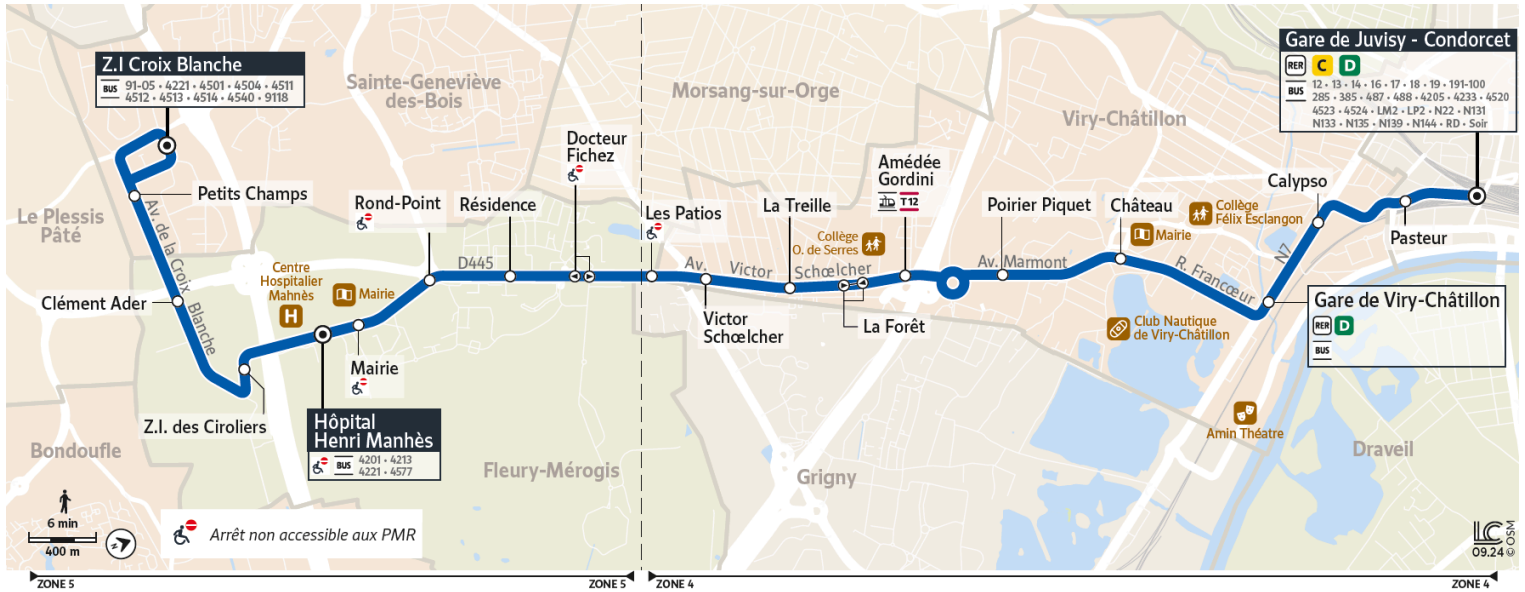 Z.I Croix Blanche
BUS
91-05 • 4221 • 4501 • 4504 • 4511
4512 • 4513 • 4514 • 4540 • 9118
Sainte-Geneviève
des-Bois
Morsang-sur-Orge
Viry-Châtillon
Gare de Juvisy - Condorcet
RER C D
BUS
12 • 13 • 14 • 16 • 17 • 18 • 19 • 191-100
285 • 385 • 487 • 488 • 4205 • 4233 • 4520
4523 • 4524 • LM2 • LP2 • N22 • N131
N133 • N135 • N139 • N144 • RD • Soir
Docteur
Fichez
Amédée
Gordini
T12
Calypso
Petits Champs
Rond-Point
Résidence
Les Patios
La Treille
Poirier Piquet
Château
Collège
Félix Esclangon
Mairie
Pasteur
Le Plessis
Pâté
Av. de la Croix Blanche
Collège
O. de Serres
D445
Av. Victor Schœlcher
Av. Marmont
R. Francœur
N7
Centre
Hospitalier
Mahnès
H
Mairie
Clément Ader
Gare de Viry-Châtillon
RER D
BUS
Victor
Schœlcher
La Forêt
Club Nautique
de Viry-Châtillon
Mairie
Z.I. des Ciroliers
Hôpital
Henri Manhès
BUS
4201 • 4213
4221 • 4577
Amin Théatre
Bondoufle
Fleury-Mérogis
Grigny
Draveil
6 min
400 m
Arrêt non accessible aux PMR
LC
09.24 © OSM
ZONE 5
ZONE 5
ZONE 4
ZONE 4